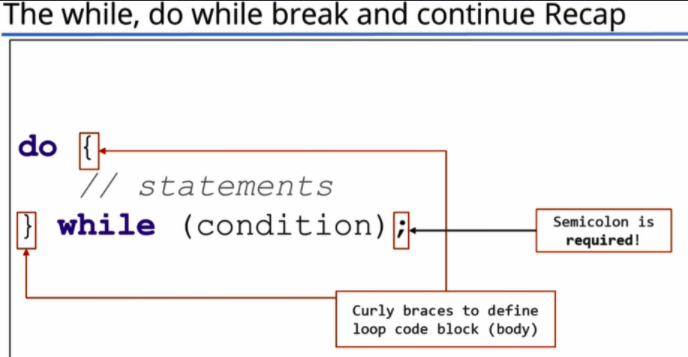 The while, do while break and continue Recap
do {
// statements
} while (condition);
Semicolon is
required!
Curly braces to define
loop code block (body)